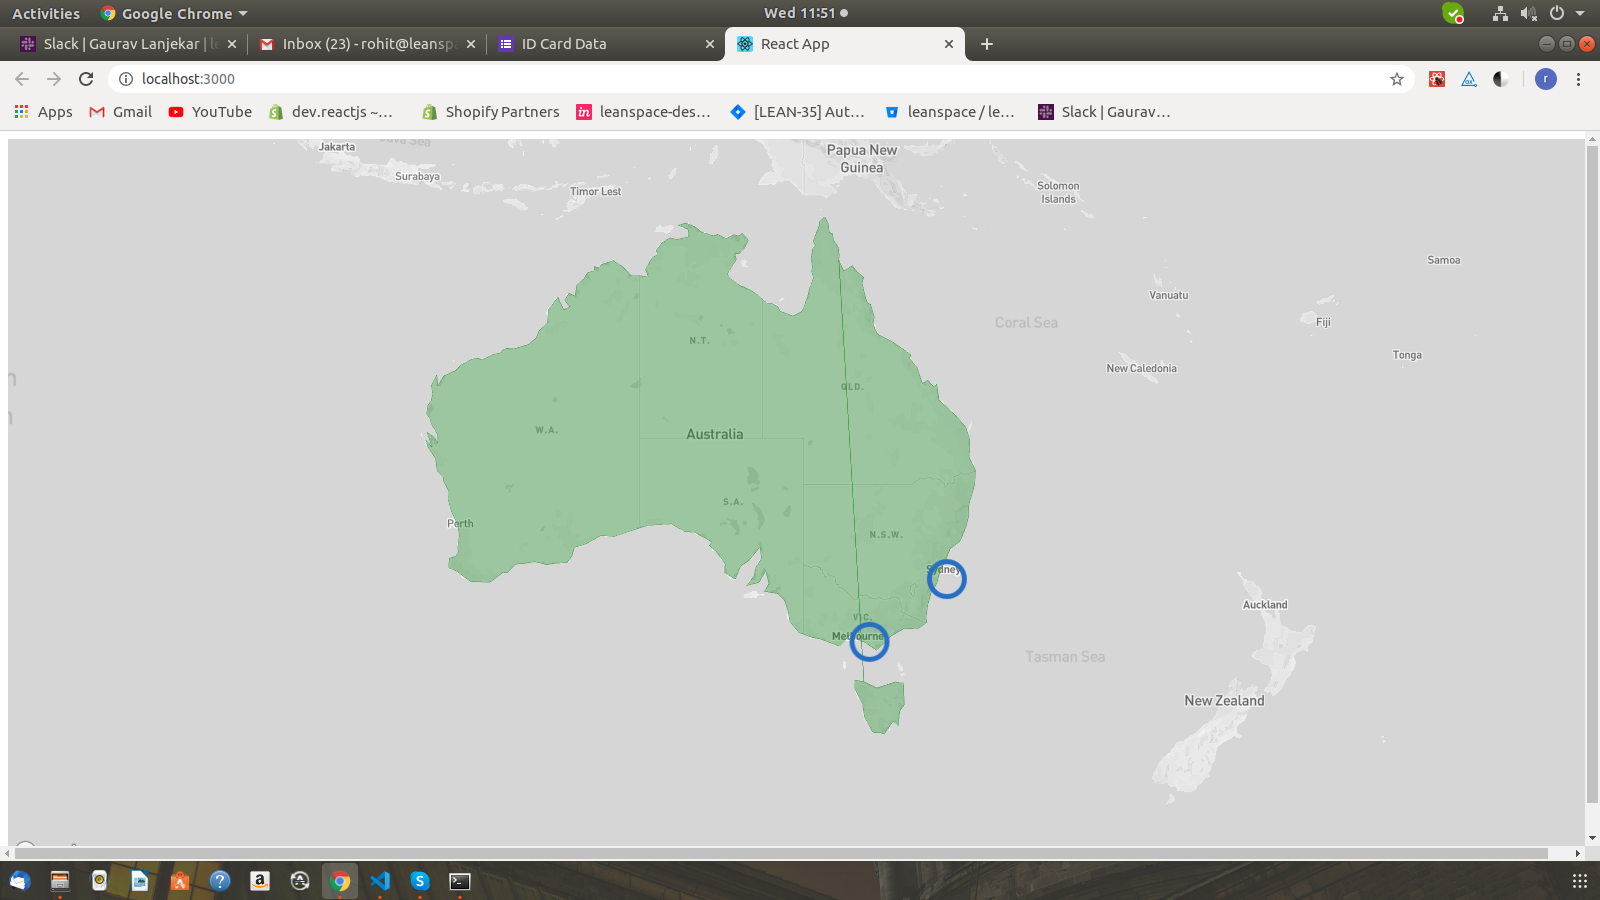 Activities Google Chrome Wed 11:51
Slack | Gaurav Lanjekar | l Inbox (23) - rohit@leansp ID Card Data React App
localhost:3000 r
Apps Gmail YouTube dev.reactjs ~... Shopify Partners in leanspace-des... [LEAN-35] Aut... leanspace / le... Slack | Gaurav...
Jakarta
Java Sea
Papua New
Guinea
Surabaya
Timor Lest
Solomon
Islands
Samoa
Vanuatu
Coral Sea
Fiji
N.T.
Tonga
New Caledonia
QLD.
W.A.
Australia
S.A.
Perth
N.S.W.
Sydney
Auckland
VIC.
Melbourne
Tasman Sea
New Zealand